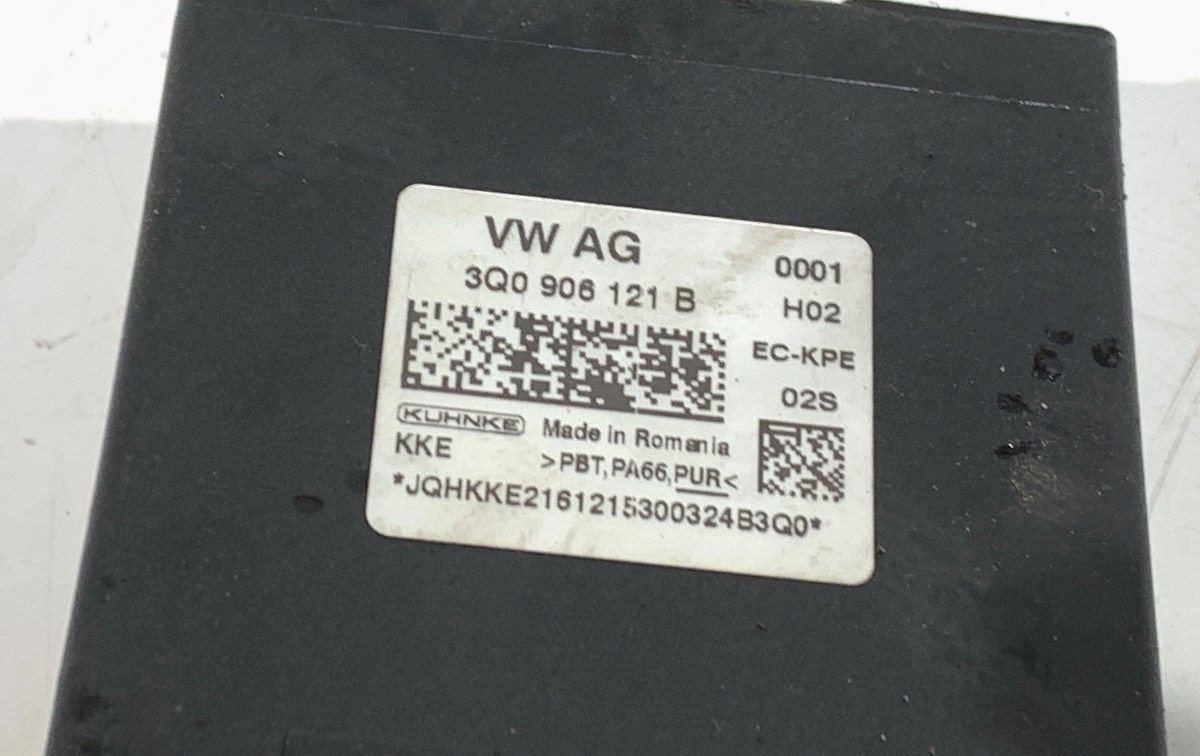 VW AG
3Q0 906 121 B
0001
H02
EC-KPE
02S
KUHNKE
Made in Romania
KKE
>PBT,PA66,PUR<
*JQHKKE2161215300324B3Q0*